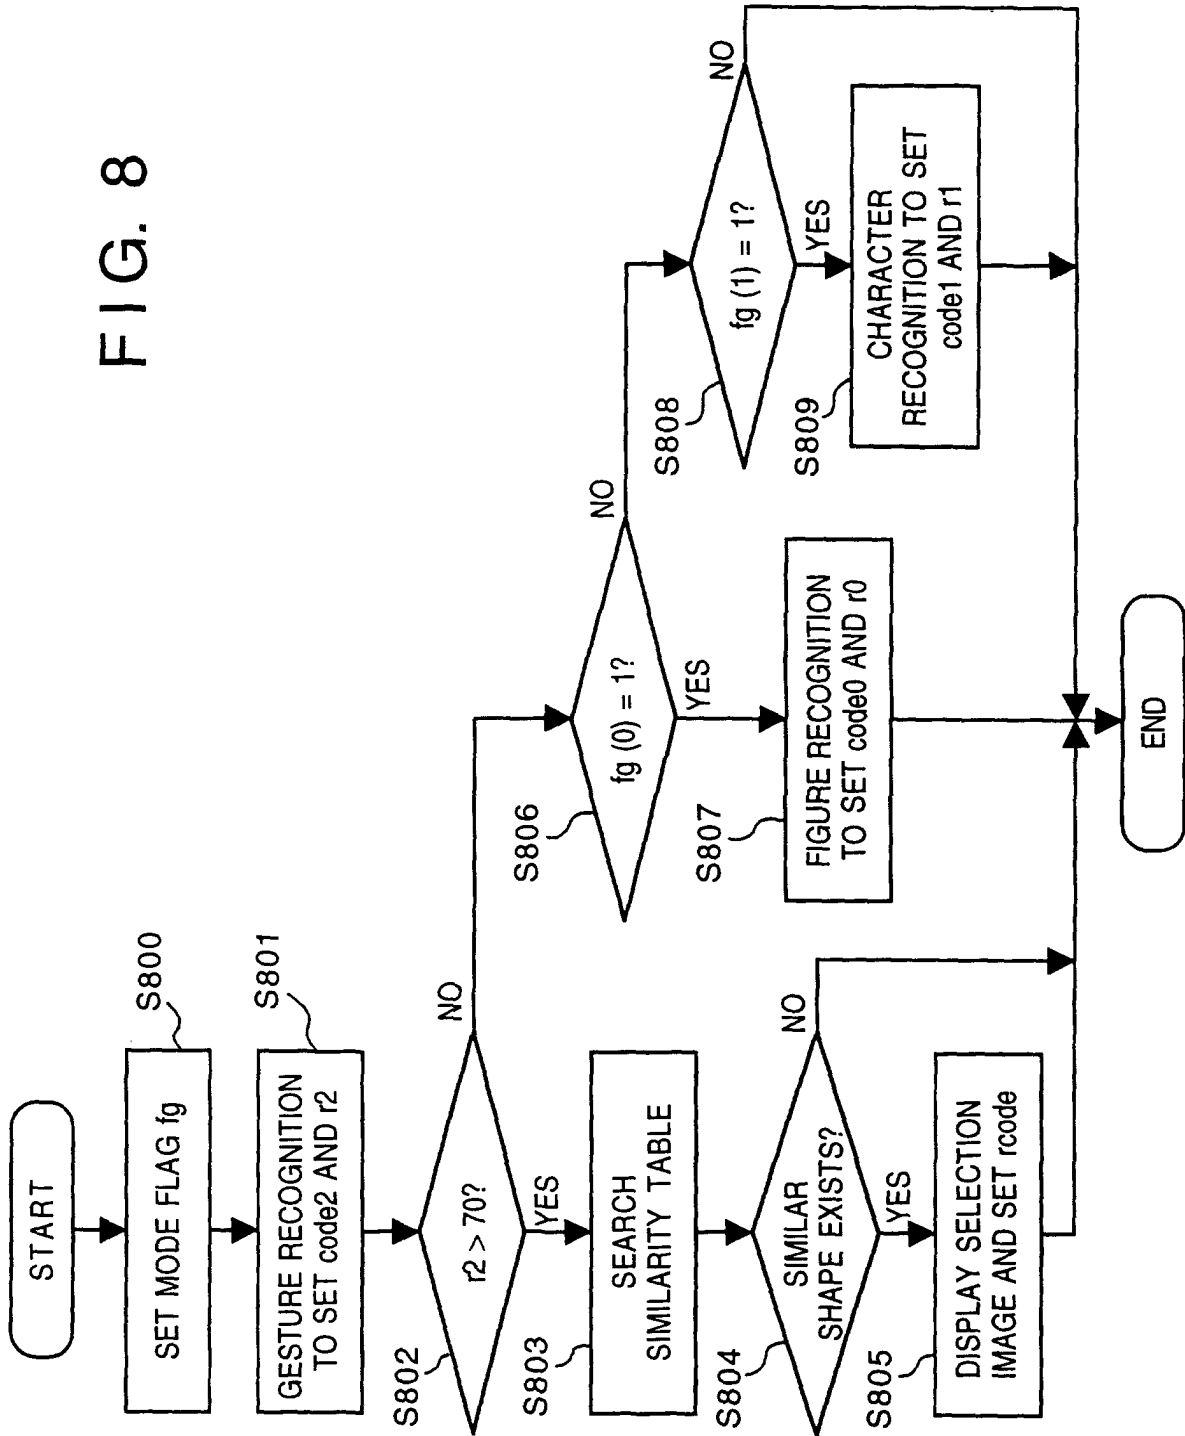 FIG. 8
START
S800
SET MODE FLAG fg
S801
GESTURE RECOGNITION
TO SET code2 AND r2
S802
r2 > 70?
NO
YES
S803
SEARCH
SIMILARITY TABLE
S804
SIMILAR
SHAPE EXISTS?
NO
YES
S805
DISPLAY SELECTION
IMAGE AND SET rcode
S806
fg (0) = 1?
NO
YES
S807
FIGURE RECOGNITION
TO SET code0 AND r0
S808
fg (1) = 1?
NO
YES
S809
CHARACTER
RECOGNITION TO SET
code1 AND r1
END